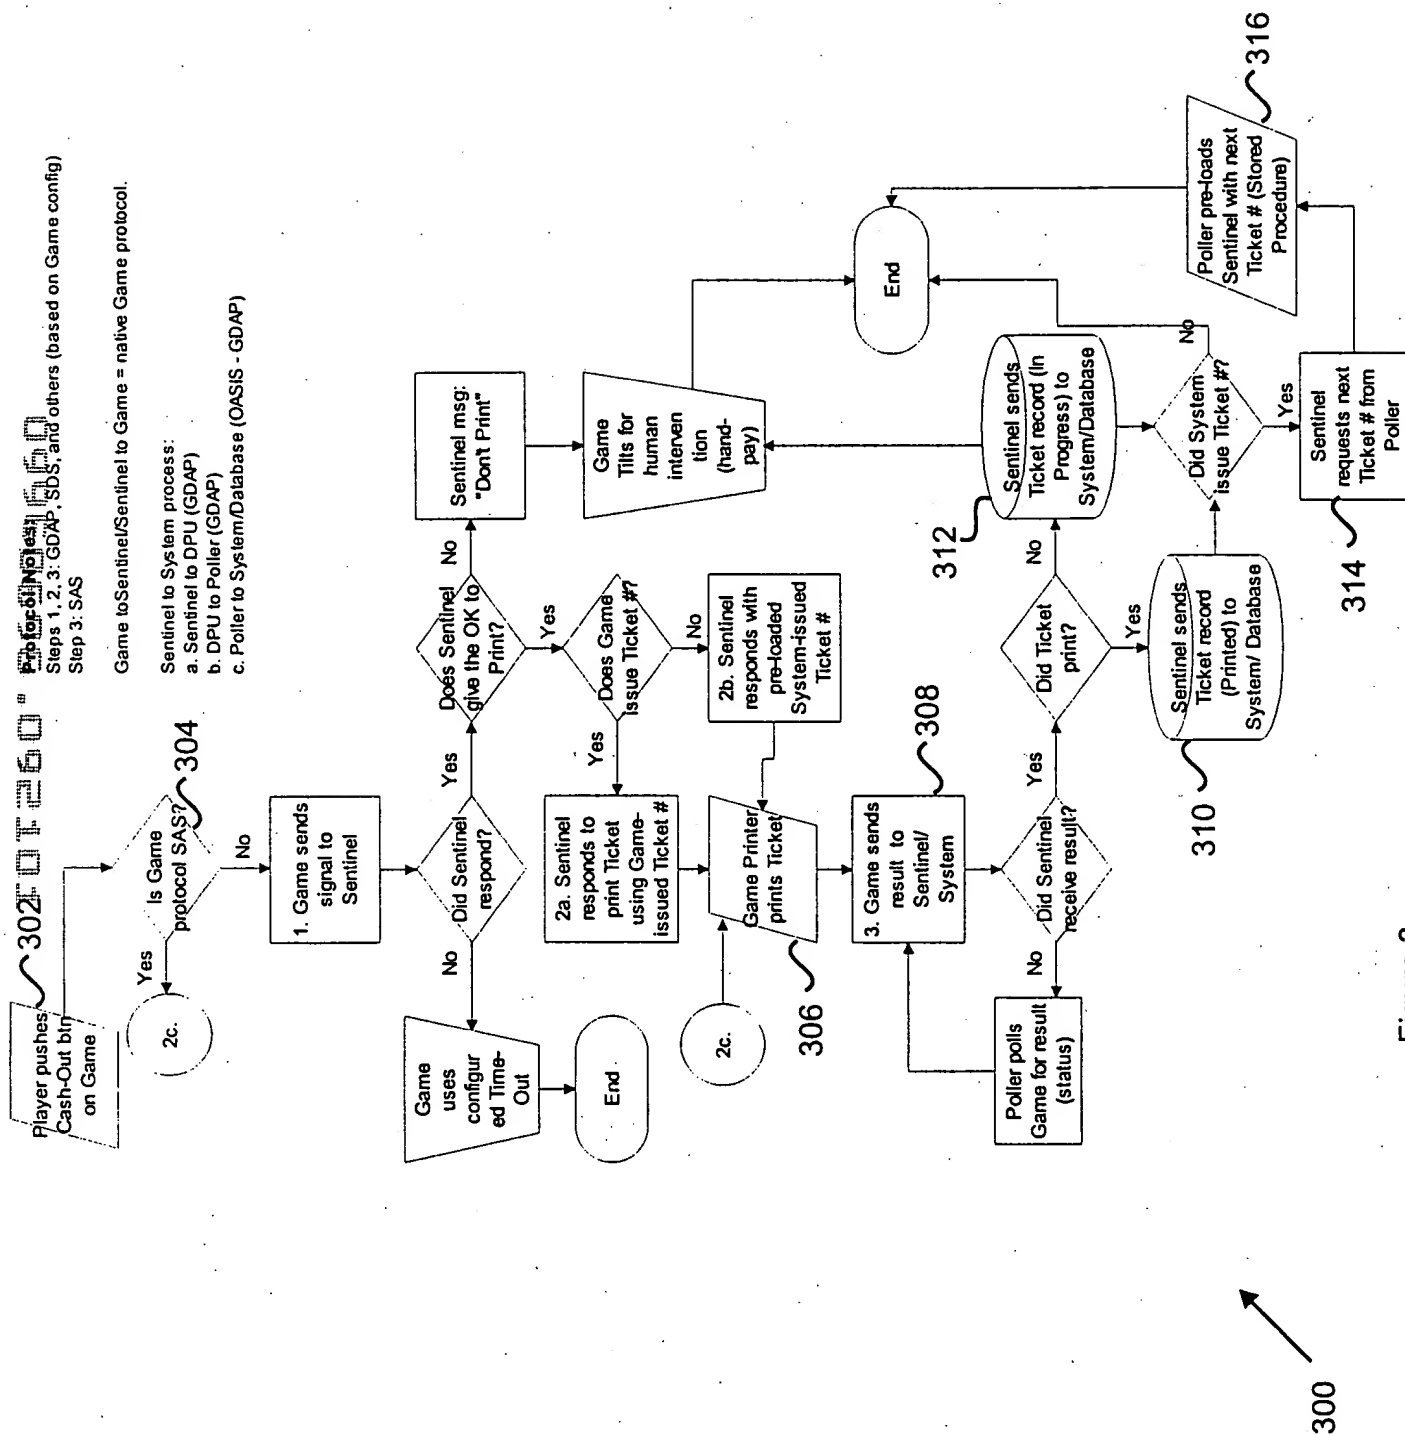 Protocol Notes:
Steps 1, 2, 3: GDAP, SDS, and others (based on Game config)
Step 3: SAS
Game toSentinel/Sentinel to Game = native Game protocol.
Sentinel to System process:
a. Sentinel to DPU (GDAP)
b. DPU to Poller (GDAP)
c. Poller to System/Database (OASIS - GDAP)
Player pushes
Cash-Out btn
on Game
302
Is Game
protocol SAS?
304
Yes
2c.
No
1. Game sends
signal to
Sentinel
Did Sentinel
respond?
No
Game
uses
configur
ed Time-
Out
End
Yes
Does Sentinel
give the OK to
Print?
No
Sentinel msg:
"Dont Print"
Game
Tilts for
human
interven
tion
(hand-
pay)
Yes
Does Game
issue Ticket #?
Yes
2a. Sentinel
responds to
print Ticket
using Game-
issued Ticket #
No
2b. Sentinel
responds with
pre-loaded
System-issued
Ticket #
2c.
Game Printer
prints Ticket
306
3. Game sends
result to
Sentinel/
System
308
Did Sentinel
receive result?
No
Poller polls
Game for result
(status)
Yes
Did Ticket
print?
No
Sentinel sends
Ticket record (In
Progress) to
System/Database
312
Yes
Sentinel sends
Ticket record
(Printed) to
System/ Database
310
Did System
issue Ticket #?
No
End
Yes
Sentinel
requests next
Ticket # from
Poller
314
Poller pre-loads
Sentinel with next
Ticket # (Stored
Procedure)
316
300